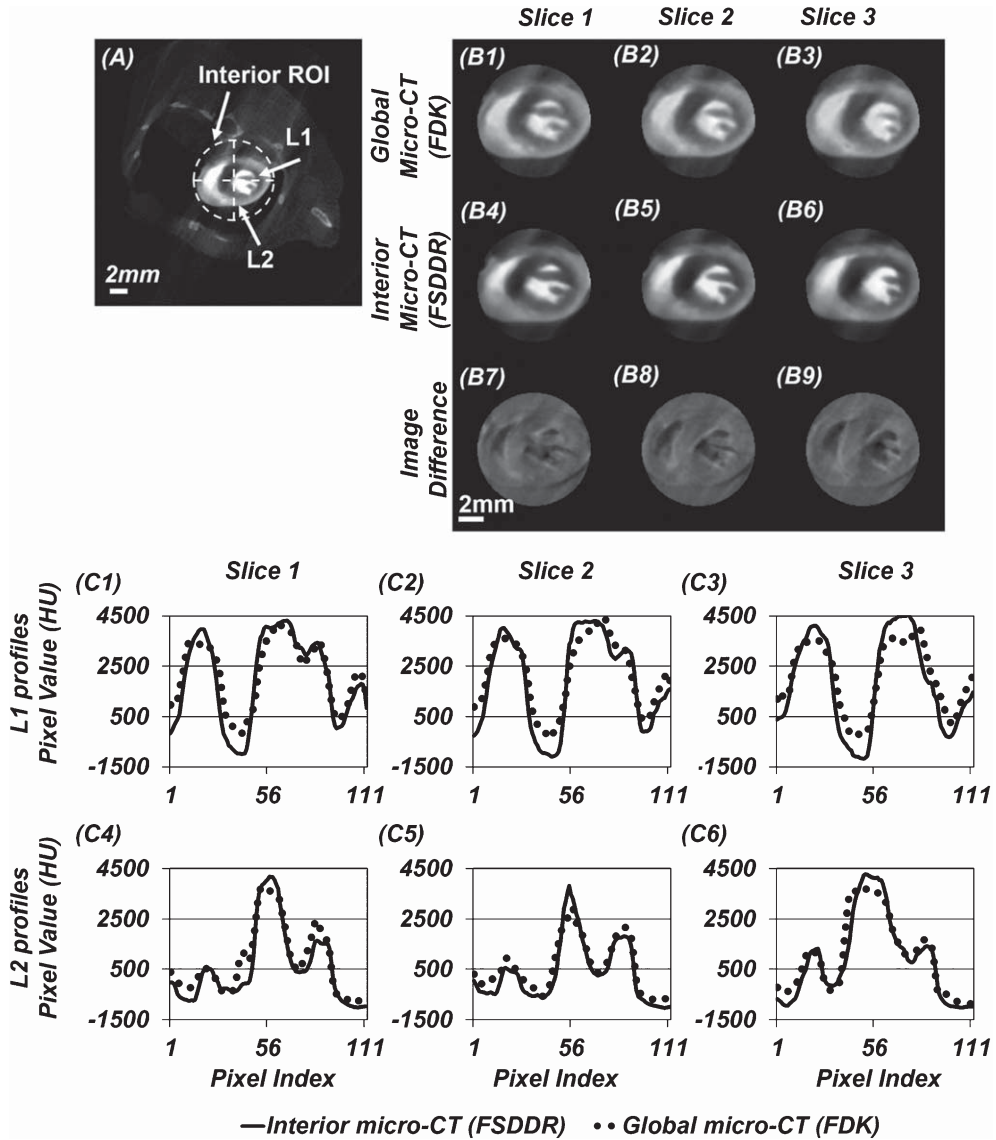 Slice 1 Slice 2 Slice 3
(A)
Interior ROI
L1
L2
2mm
Global
Micro-CT
(FDK)
(B1) (B2) (B3)
Interior
Micro-CT
(FSDDR)
(B4) (B5) (B6)
Image
Difference
(B7) (B8) (B9)
2mm
Slice 1 Slice 2 Slice 3
(C1) (C2) (C3)
L1 profiles
Pixel Value (HU)
4500 4500 4500
2500 2500 2500
500 500 500
-1500 -1500 -1500
1 56 111 1 56 111 1 56 111
(C4) (C5) (C6)
L2 profiles
Pixel Value (HU)
4500 4500 4500
2500 2500 2500
500 500 500
-1500 -1500 -1500
1 56 111 1 56 111 1 56 111
Pixel Index Pixel Index Pixel Index
Interior micro-CT (FSDDR) Global micro-CT (FDK)